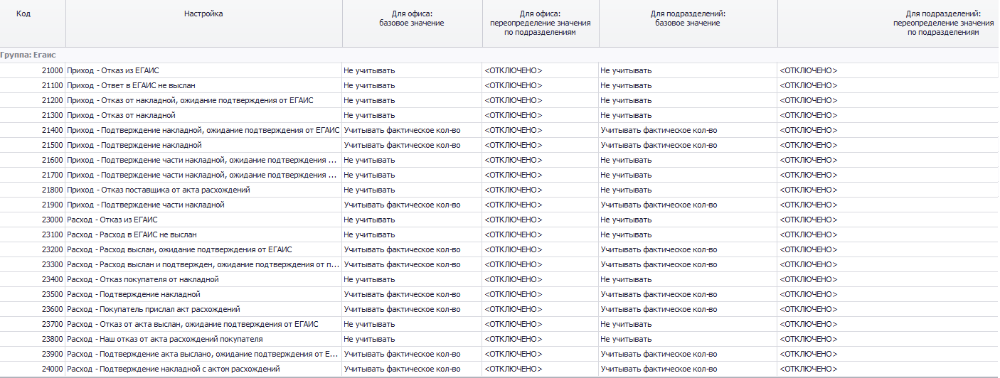 Код Настройка Для офиса: базовое значение Для офиса: переопределение значения по подразделениям Для подразделений: базовое значение Для подразделений: переопределение значения по подразделениям
Группа: Егаис
21000 Приход - Отказ из ЕГАИС Не учитывать <ОТКЛЮЧЕНО> Не учитывать <ОТКЛЮЧЕНО>
21100 Приход - Ответ в ЕГАИС не выслан Не учитывать <ОТКЛЮЧЕНО> Не учитывать <ОТКЛЮЧЕНО>
21200 Приход - Отказ от накладной, ожидание подтверждения от ЕГАИС Не учитывать <ОТКЛЮЧЕНО> Не учитывать <ОТКЛЮЧЕНО>
21300 Приход - Отказ от накладной Не учитывать <ОТКЛЮЧЕНО> Не учитывать <ОТКЛЮЧЕНО>
21400 Приход - Подтверждение накладной, ожидание подтверждения от ЕГАИС Учитывать фактическое кол-во <ОТКЛЮЧЕНО> Учитывать фактическое кол-во <ОТКЛЮЧЕНО>
21500 Приход - Подтверждение накладной Учитывать фактическое кол-во <ОТКЛЮЧЕНО> Учитывать фактическое кол-во <ОТКЛЮЧЕНО>
21600 Приход - Подтверждение части накладной, ожидание подтверждения ... Не учитывать <ОТКЛЮЧЕНО> Не учитывать <ОТКЛЮЧЕНО>
21700 Приход - Подтверждение части накладной, ожидание подтверждения ... Не учитывать <ОТКЛЮЧЕНО> Не учитывать <ОТКЛЮЧЕНО>
21800 Приход - Отказ поставщика от акта расхождений Не учитывать <ОТКЛЮЧЕНО> Не учитывать <ОТКЛЮЧЕНО>
21900 Приход - Подтверждение части накладной Учитывать фактическое кол-во <ОТКЛЮЧЕНО> Учитывать фактическое кол-во <ОТКЛЮЧЕНО>
23000 Расход - Отказ из ЕГАИС Не учитывать <ОТКЛЮЧЕНО> Не учитывать <ОТКЛЮЧЕНО>
23100 Расход - Расход в ЕГАИС не выслан Не учитывать <ОТКЛЮЧЕНО> Не учитывать <ОТКЛЮЧЕНО>
23200 Расход - Расход выслан, ожидание подтверждения от ЕГАИС Учитывать фактическое кол-во <ОТКЛЮЧЕНО> Учитывать фактическое кол-во <ОТКЛЮЧЕНО>
23300 Расход - Расход выслан и подтвержден, ожидание подтверждения от п... Учитывать фактическое кол-во <ОТКЛЮЧЕНО> Учитывать фактическое кол-во <ОТКЛЮЧЕНО>
23400 Расход - Отказ покупателя от накладной Не учитывать <ОТКЛЮЧЕНО> Не учитывать <ОТКЛЮЧЕНО>
23500 Расход - Подтверждение накладной Учитывать фактическое кол-во <ОТКЛЮЧЕНО> Учитывать фактическое кол-во <ОТКЛЮЧЕНО>
23600 Расход - Покупатель прислал акт расхождений Учитывать фактическое кол-во <ОТКЛЮЧЕНО> Учитывать фактическое кол-во <ОТКЛЮЧЕНО>
23700 Расход - Отказ от акта выслан, ожидание подтверждения от ЕГАИС Не учитывать <ОТКЛЮЧЕНО> Не учитывать <ОТКЛЮЧЕНО>
23800 Расход - Наш отказ от акта расхождений покупателя Не учитывать <ОТКЛЮЧЕНО> Не учитывать <ОТКЛЮЧЕНО>
23900 Расход - Подтверждение акта выслано, ожидание подтверждения от Е... Учитывать фактическое кол-во <ОТКЛЮЧЕНО> Учитывать фактическое кол-во <ОТКЛЮЧЕНО>
24000 Расход - Подтверждение накладной с актом расхождений Учитывать фактическое кол-во <ОТКЛЮЧЕНО> Учитывать фактическое кол-во <ОТКЛЮЧЕНО>